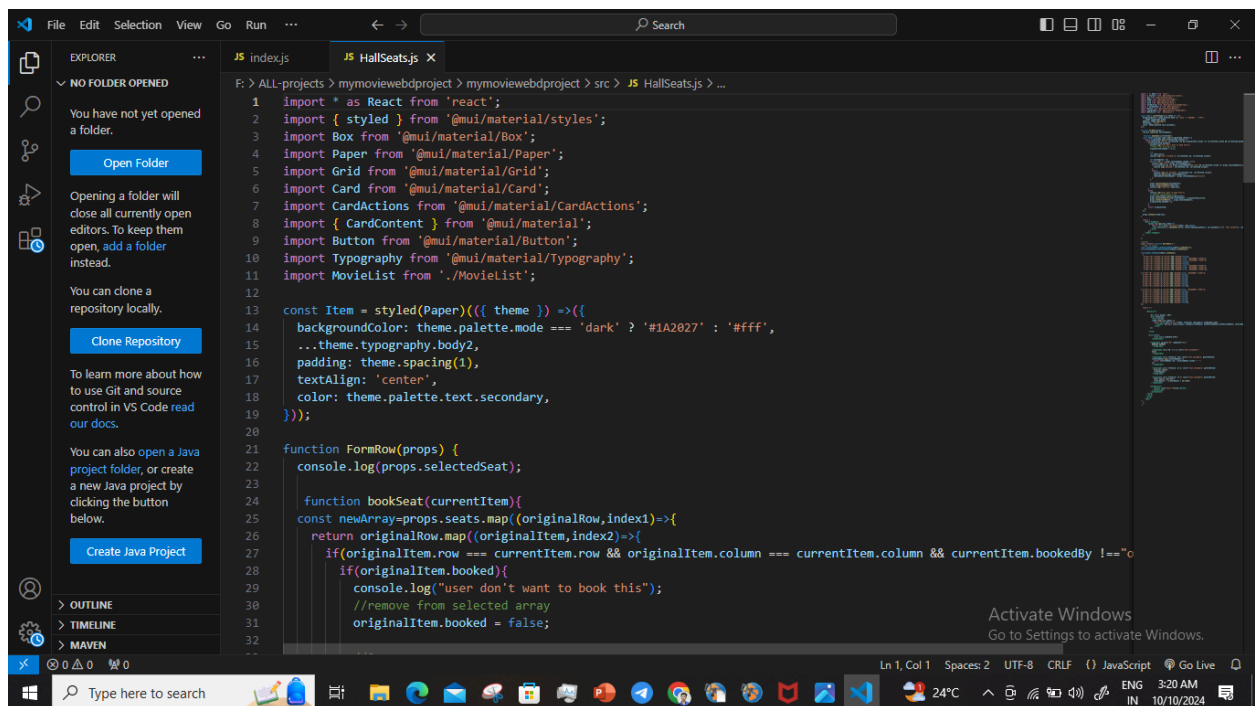 File Edit Selection View Go Run ··· Search
EXPLORER ···
NO FOLDER OPENED
You have not yet opened
a folder.
Open Folder
Opening a folder will
close all currently open
editors. To keep them
open, add a folder
instead.
You can clone a
repository locally.
Clone Repository
To learn more about how
to use Git and source
control in VS Code read
our docs.
You can also open a Java
project folder, or create
a new Java project by
clicking the button
below.
Create Java Project
OUTLINE
TIMELINE
MAVEN
JS index.js JS HallSeats.js ×
F: > ALL-projects > mymoviewebdproject > mymoviewebdproject > src > JS HallSeats.js > ...
1 import * as React from 'react';
2 import { styled } from '@mui/material/styles';
3 import Box from '@mui/material/Box';
4 import Paper from '@mui/material/Paper';
5 import Grid from '@mui/material/Grid';
6 import Card from '@mui/material/Card';
7 import CardActions from '@mui/material/CardActions';
8 import { CardContent } from '@mui/material';
9 import Button from '@mui/material/Button';
10 import Typography from '@mui/material/Typography';
11 import MovieList from './MovieList';
12
13 const Item = styled(Paper)(({ theme }) =>({
14 backgroundColor: theme.palette.mode === 'dark' ? '#1A2027' : '#fff',
15 ...theme.typography.body2,
16 padding: theme.spacing(1),
17 textAlign: 'center',
18 color: theme.palette.text.secondary,
19 }));
20
21 function FormRow(props) {
22 console.log(props.selectedSeat);
23
24 function bookSeat(currentItem){
25 const newArray=props.seats.map((originalRow,index1)=>{
26 return originalRow.map((originalItem,index2)=>{
27 if(originalItem.row === currentItem.row && originalItem.column === currentItem.column && currentItem.bookedBy !=="o
28 if(originalItem.booked){
29 console.log("user don't want to book this");
30 //remove from selected array
31 originalItem.booked = false;
32
Activate Windows
Go to Settings to activate Windows.
0 0 0 Ln 1, Col 1 Spaces: 2 UTF-8 CRLF {} JavaScript Go Live
Type here to search 24°C ENG 3:20 AM
IN 10/10/2024